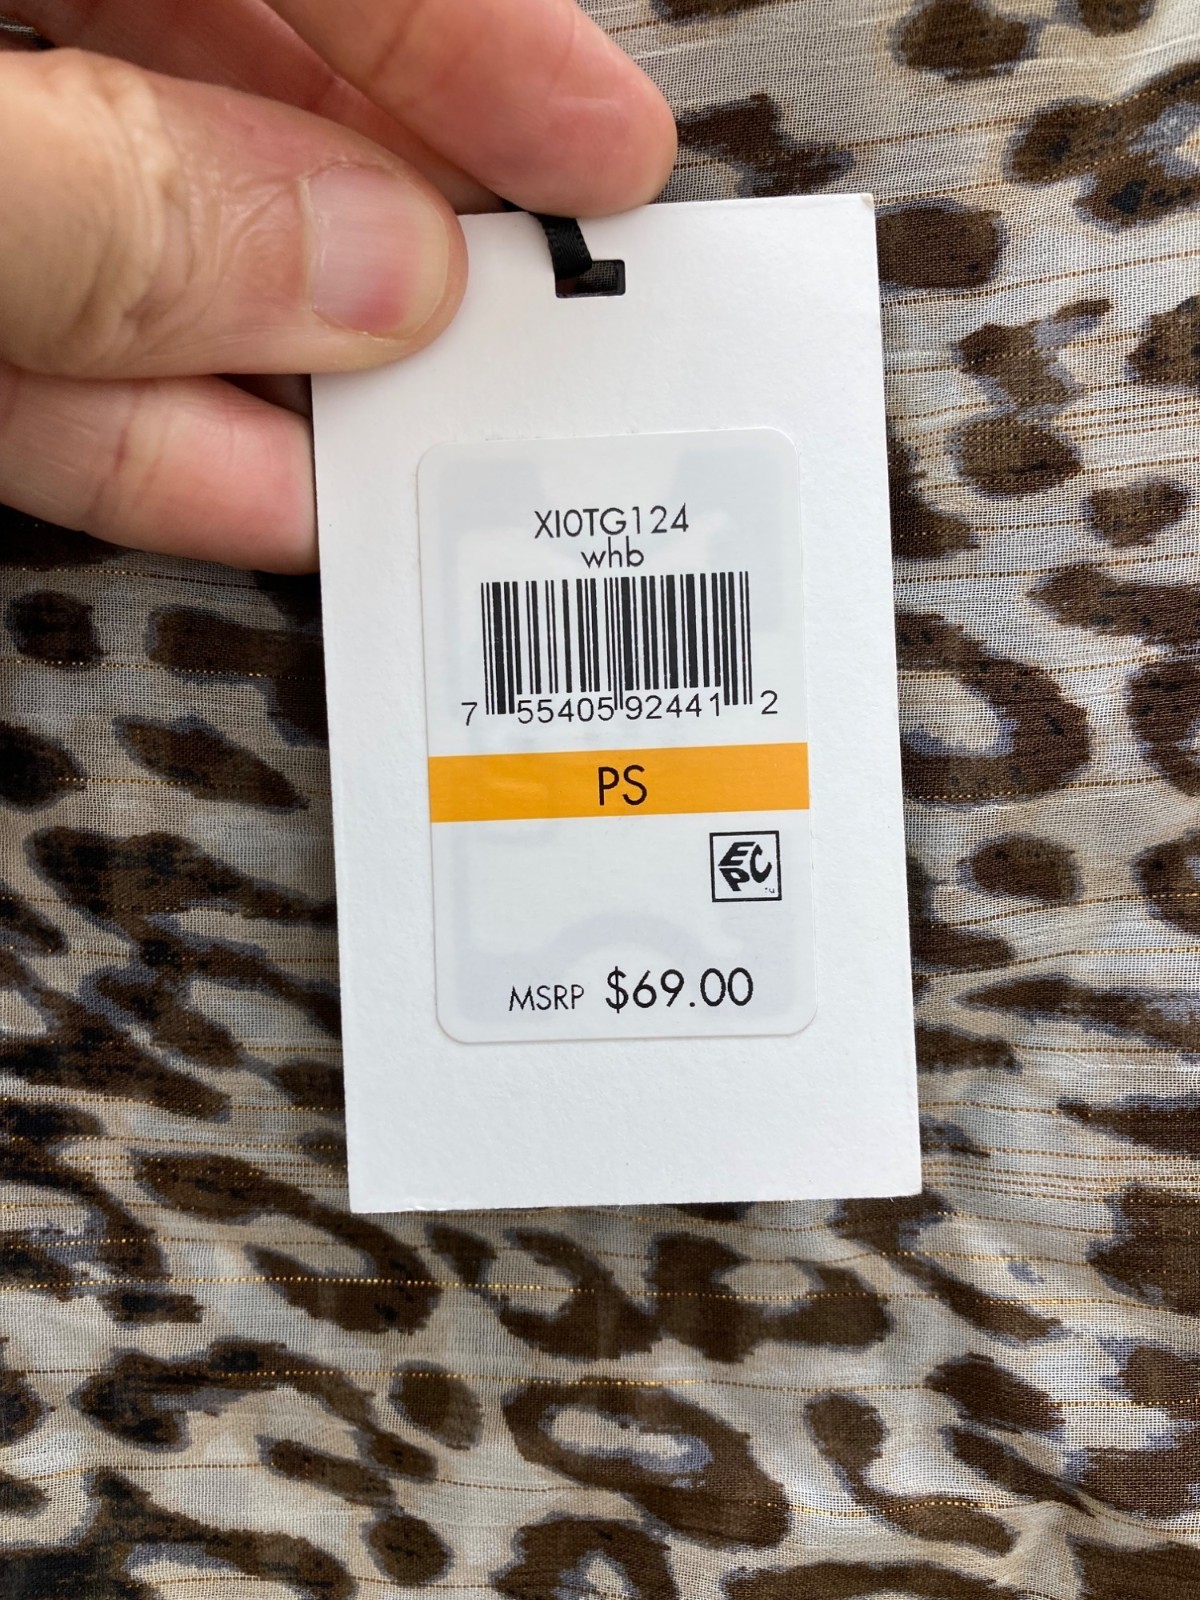 XI0TG124
whb
7 55405 92441 2
PS
EPC
MSRP $69.00